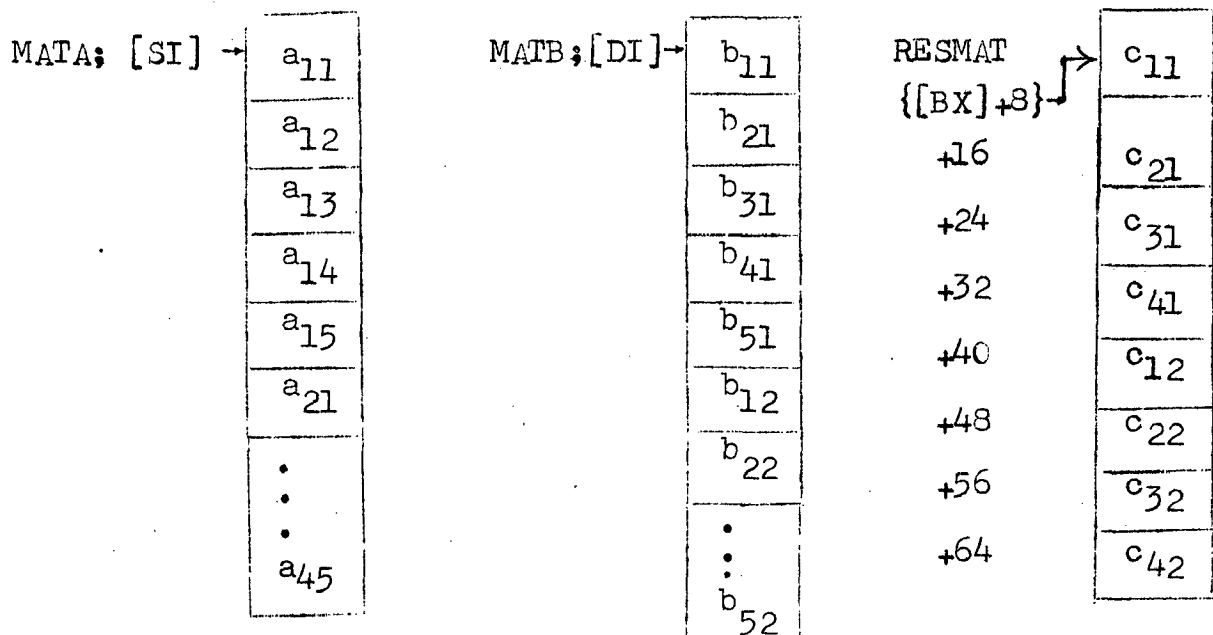 MATA; [SI] →
a11
a12
a13
a14
a15
a21
a45
MATB;[DI]→
b11
b21
b31
b41
b51
b12
b22
b52
RESMAT
{[BX]+8}
+16
+24
+32
+40
+48
+56
+64
c11
c21
c31
c41
c12
c22
c32
c42